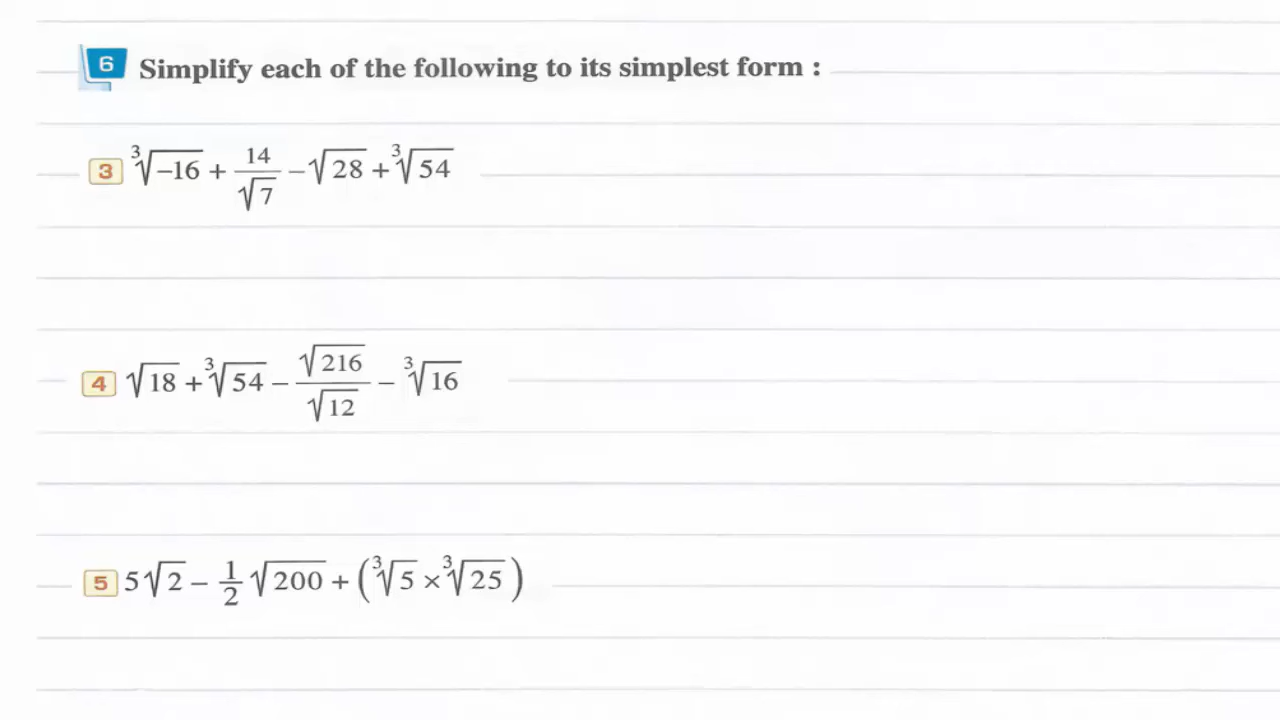 6 Simplify each of the following to its simplest form :
3 ∛−16 + 14/√7 − √28 + ∛54
4 √18 + ∛54 − √216/√12 − ∛16
5 5√2 − 1/2 √200 + (∛5 × ∛25)